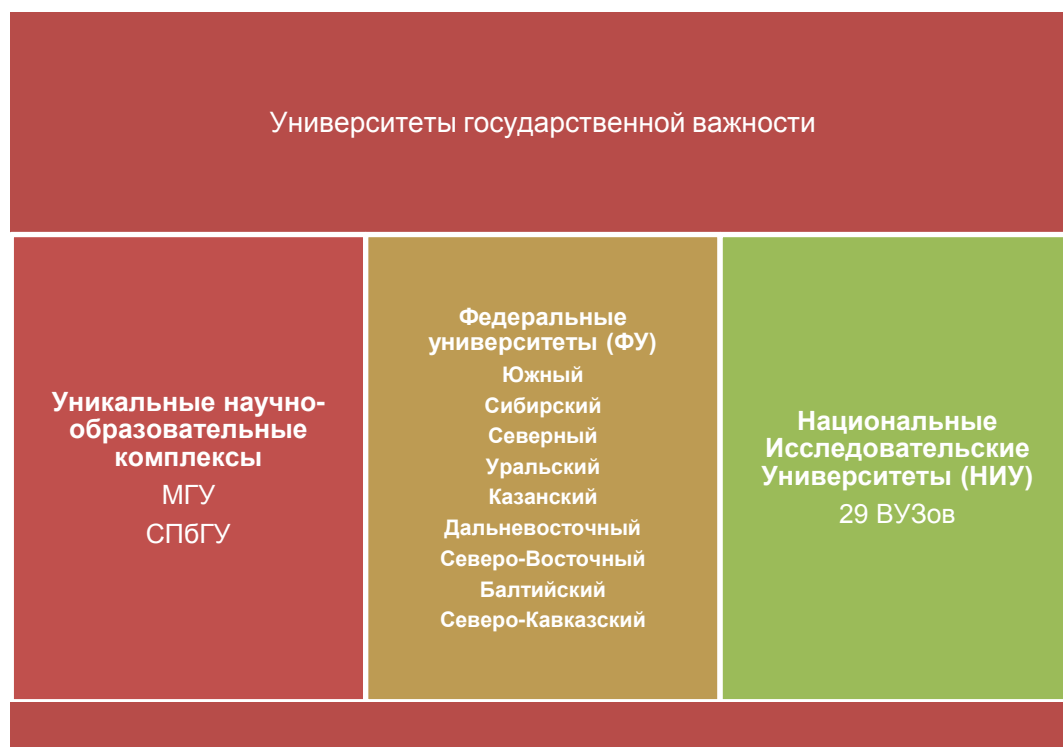 Университеты государственной важности
Уникальные научно-
образовательные
комплексы
МГУ
СПбГУ
Федеральные
университеты (ФУ)
Южный
Сибирский
Северный
Уральский
Казанский
Дальневосточный
Северо-Восточный
Балтийский
Северо-Кавказский
Национальные
Исследовательские
Университеты (НИУ)
29 ВУЗов